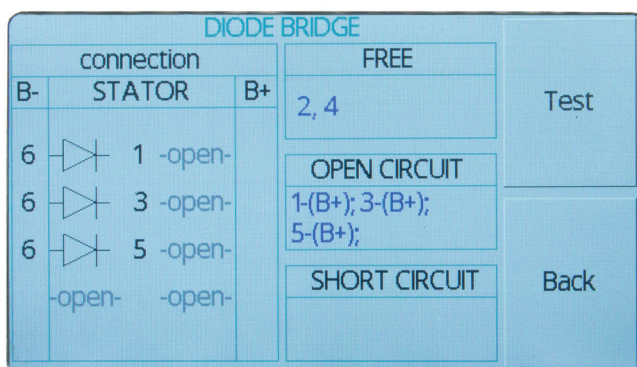 DIODE BRIDGE
connection
B- STATOR B+
6 1 -open-
6 3 -open-
6 5 -open-
-open- -open-
FREE
2, 4
OPEN CIRCUIT
1-(B+); 3-(B+);
5-(B+);
SHORT CIRCUIT
Test
Back